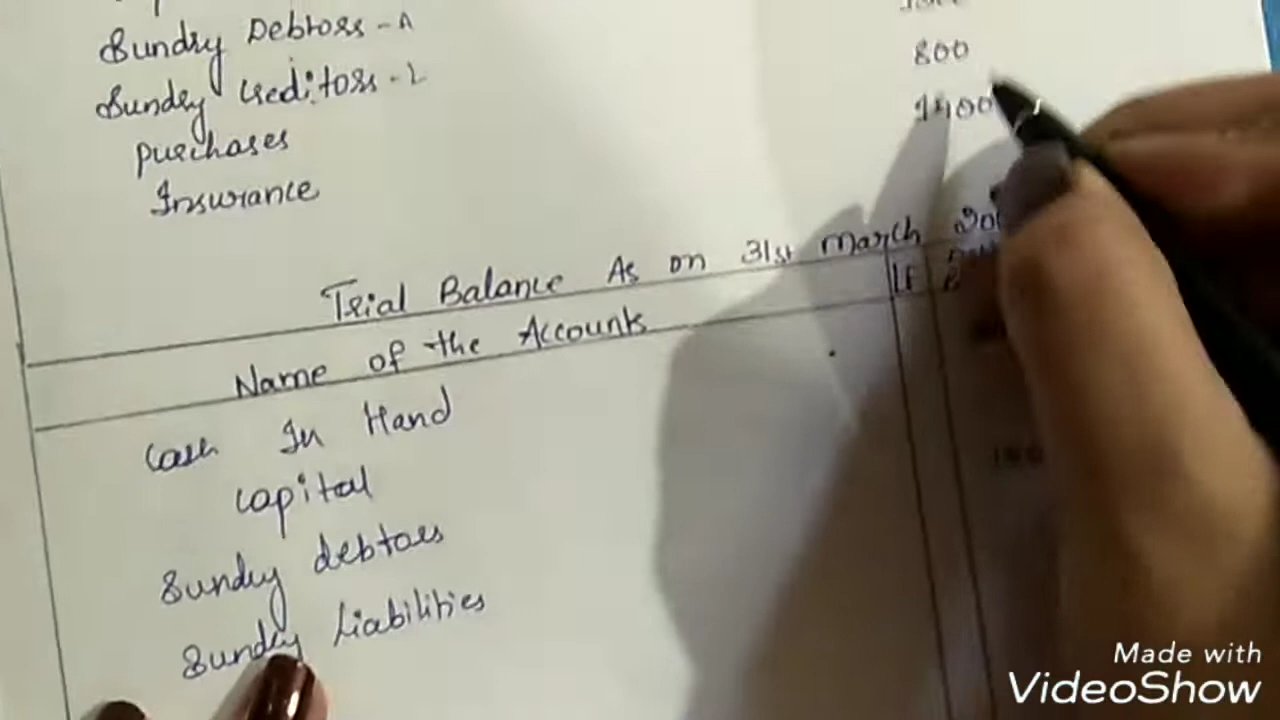 Sundry Debtors - A
800
Sundry Creditors - L
1400
Purchases
Insurance
Trial Balance As on 31st March
Name of the Accounts LF
Cash In Hand
Capital
Sundry debtors
Sundry Liabilities
Made with
VideoShow